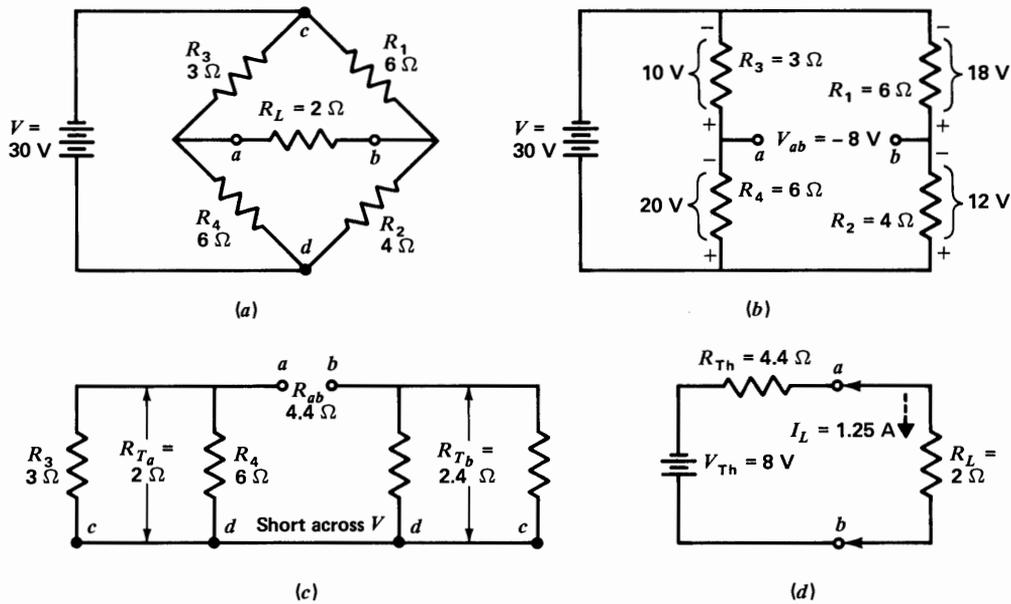 c
R3
3 Ω
R1
6 Ω
RL = 2 Ω
V =
30 V
a
b
R4
6 Ω
R2
4 Ω
d
(a)
−
−
10 V
R3 = 3 Ω
18 V
R1 = 6 Ω
+
+
V =
30 V
a
Vab = − 8 V
b
−
−
20 V
R4 = 6 Ω
12 V
R2 = 4 Ω
+
+
(b)
a
b
Rab
4.4 Ω
R3
3 Ω
RTa =
2 Ω
R4
6 Ω
RTb =
2.4 Ω
c
d
Short across V
d
c
(c)
RTh = 4.4 Ω
a
IL = 1.25 A
VTh = 8 V
RL =
2 Ω
b
(d)